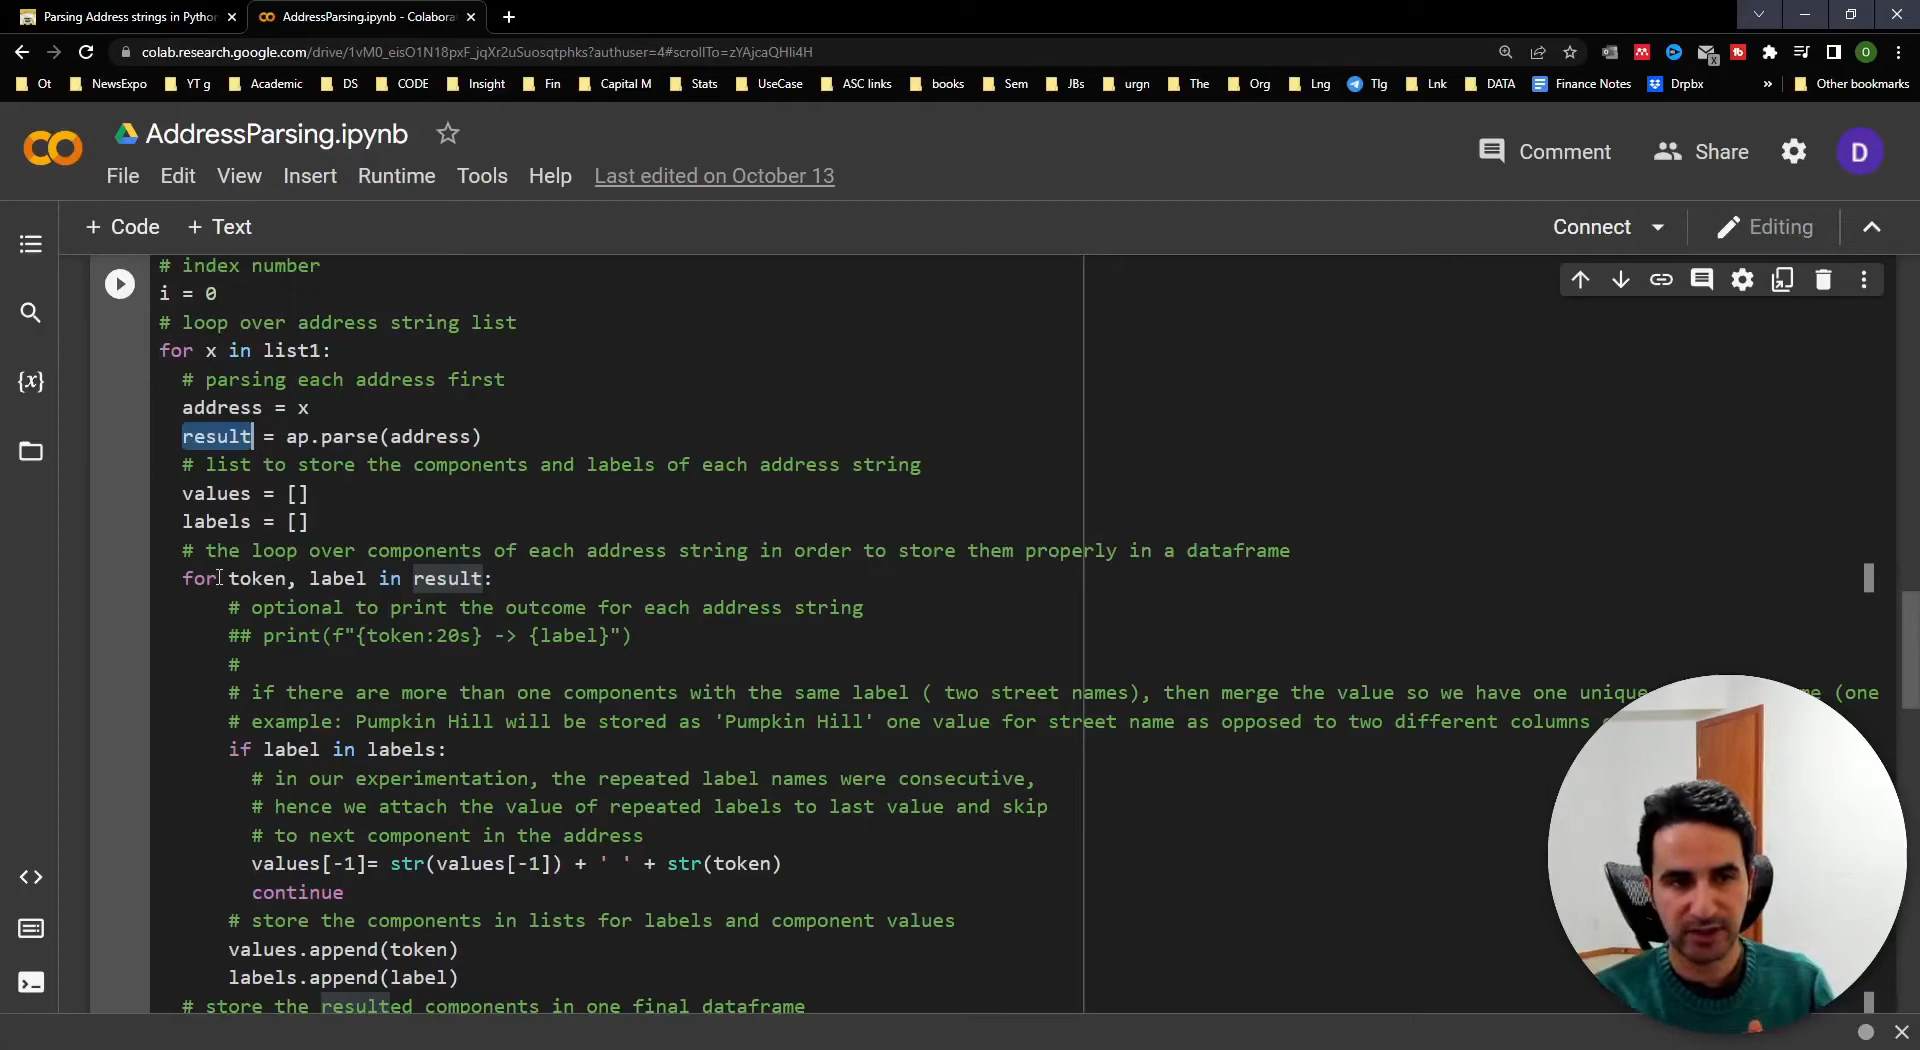 Parsing Address strings in Python
AddressParsing.ipynb - Colabora
colab.research.google.com/drive/1vM0_eisO1N18pxF_jqXr2uSuosqtphks?authuser=4#scrollTo=zYAjcaQHli4H
Ot
NewsExpo
YT g
Academic
DS
CODE
Insight
Fin
Capital M
Stats
UseCase
ASC links
books
Sem
JBs
urgn
The
Org
Lng
Tlg
Lnk
DATA
Finance Notes
Drpbx
»
Other bookmarks
AddressParsing.ipynb
Comment
Share
D
File Edit View Insert Runtime Tools Help Last edited on October 13
+ Code + Text
Connect
Editing
# index number
i = 0
# loop over address string list
for x in list1:
# parsing each address first
address = x
result = ap.parse(address)
# list to store the components and labels of each address string
values = []
labels = []
# the loop over components of each address string in order to store them properly in a dataframe
for token, label in result:
# optional to print the outcome for each address string
## print(f"{token:20s} -> {label}")
#
# if there are more than one components with the same label ( two street names), then merge the value so we have one unique (one
# example: Pumpkin Hill will be stored as 'Pumpkin Hill' one value for street name as opposed to two different columns
if label in labels:
# in our experimentation, the repeated label names were consecutive,
# hence we attach the value of repeated labels to last value and skip
# to next component in the address
values[-1]= str(values[-1]) + ' ' + str(token)
continue
# store the components in lists for labels and component values
values.append(token)
labels.append(label)
# store the resulted components in one final dataframe